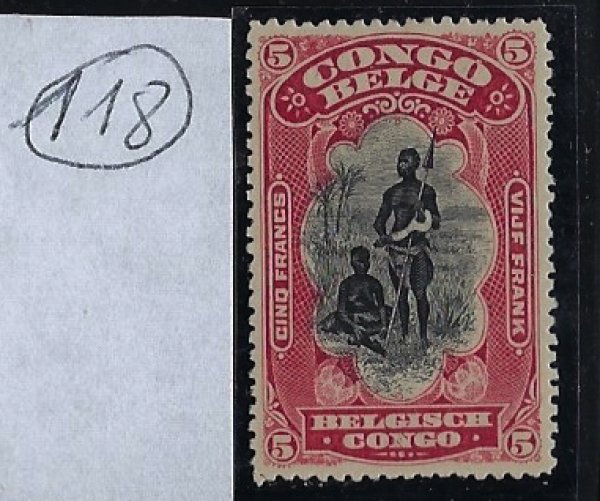 118
5 CONGO 5
BELGE
CINQ FRANCS
VIJF FRANK
BELGISCH
5 CONGO 5